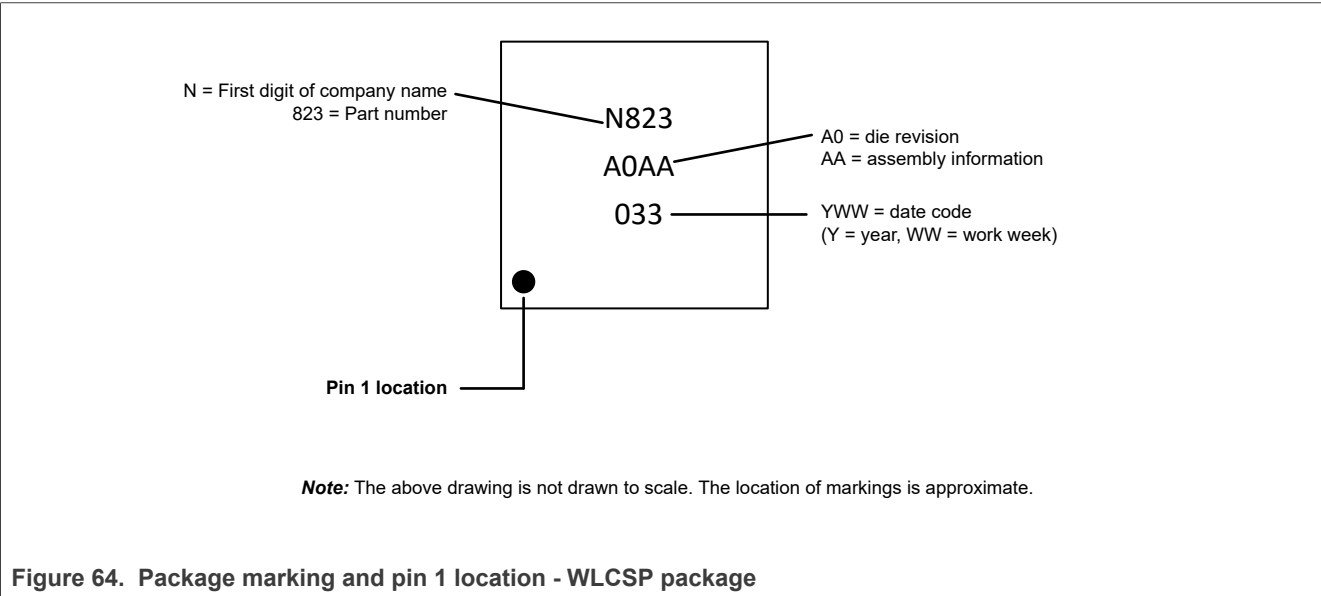 N = First digit of company name
823 = Part number
N823
A0AA
A0 = die revision
AA = assembly information
033
YWW = date code
(Y = year, WW = work week)
Pin 1 location
Note: The above drawing is not drawn to scale. The location of markings is approximate.
Figure 64. Package marking and pin 1 location - WLCSP package